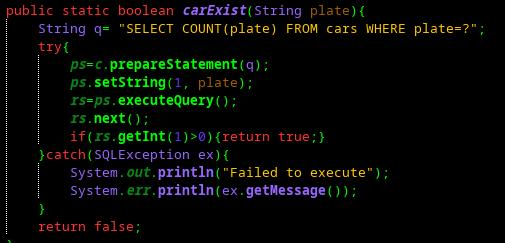 public static boolean carExist(String plate){
String q= "SELECT COUNT(plate) FROM cars WHERE plate=?";
try{
ps=c.prepareStatement(q);
ps.setString(1, plate);
rs=ps.executeQuery();
rs.next();
if(rs.getInt(1)>0){return true;}
}catch(SQLException ex){
System.out.println("Failed to execute");
System.err.println(ex.getMessage());
}
return false;
}